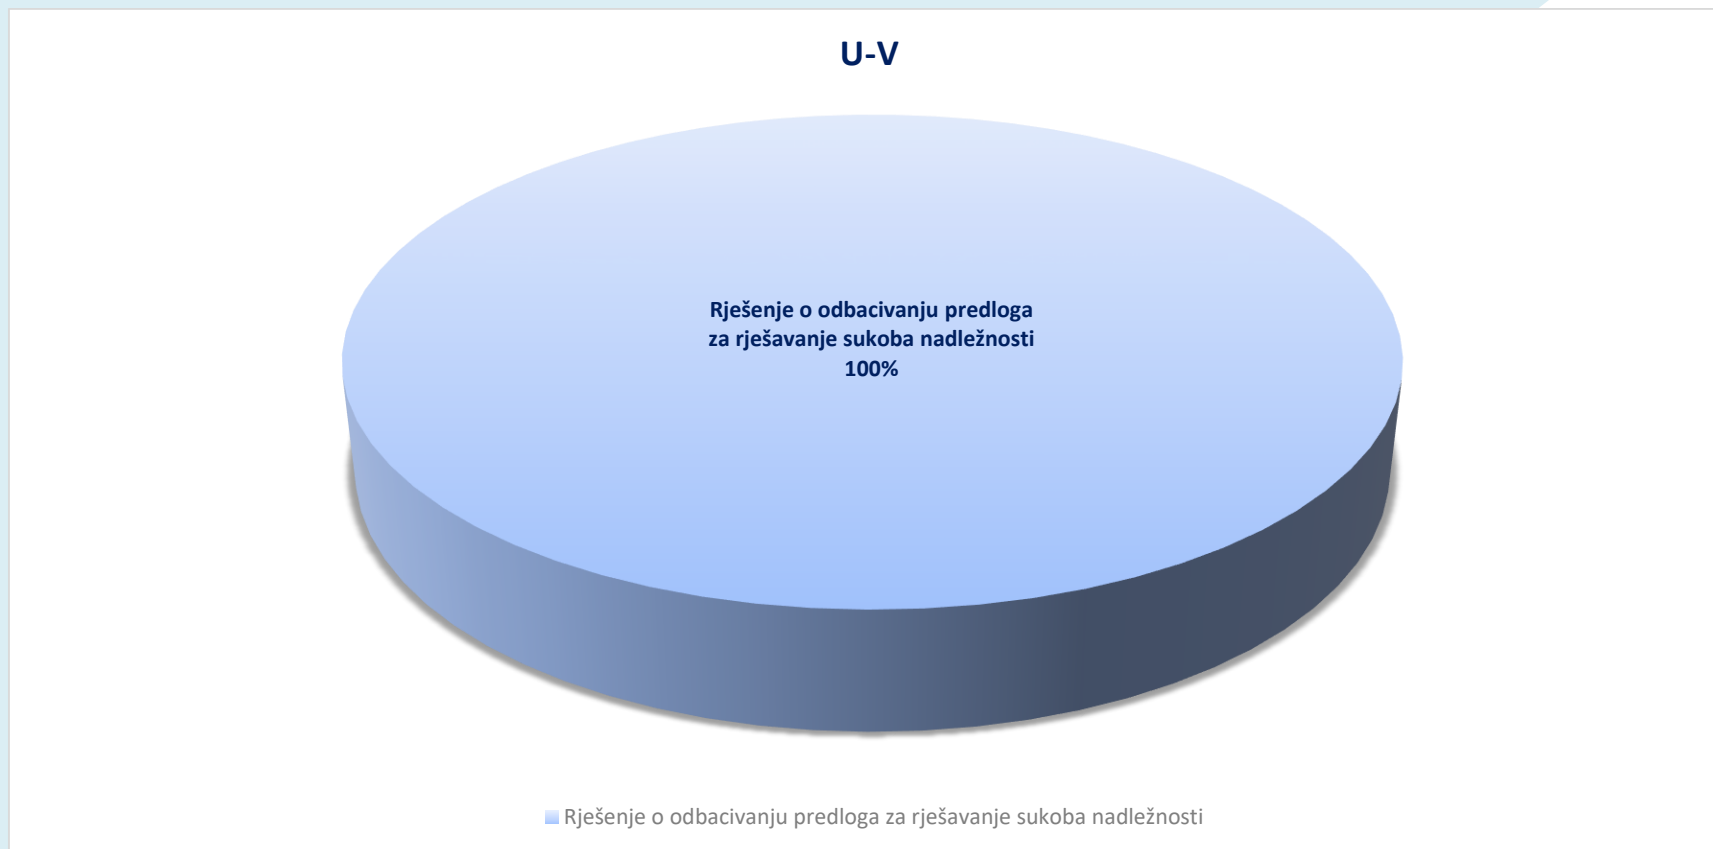 U-V
Rješenje o odbacivanju predloga
za rješavanje sukoba nadležnosti
100%
Rješenje o odbacivanju predloga za rješavanje sukoba nadležnosti